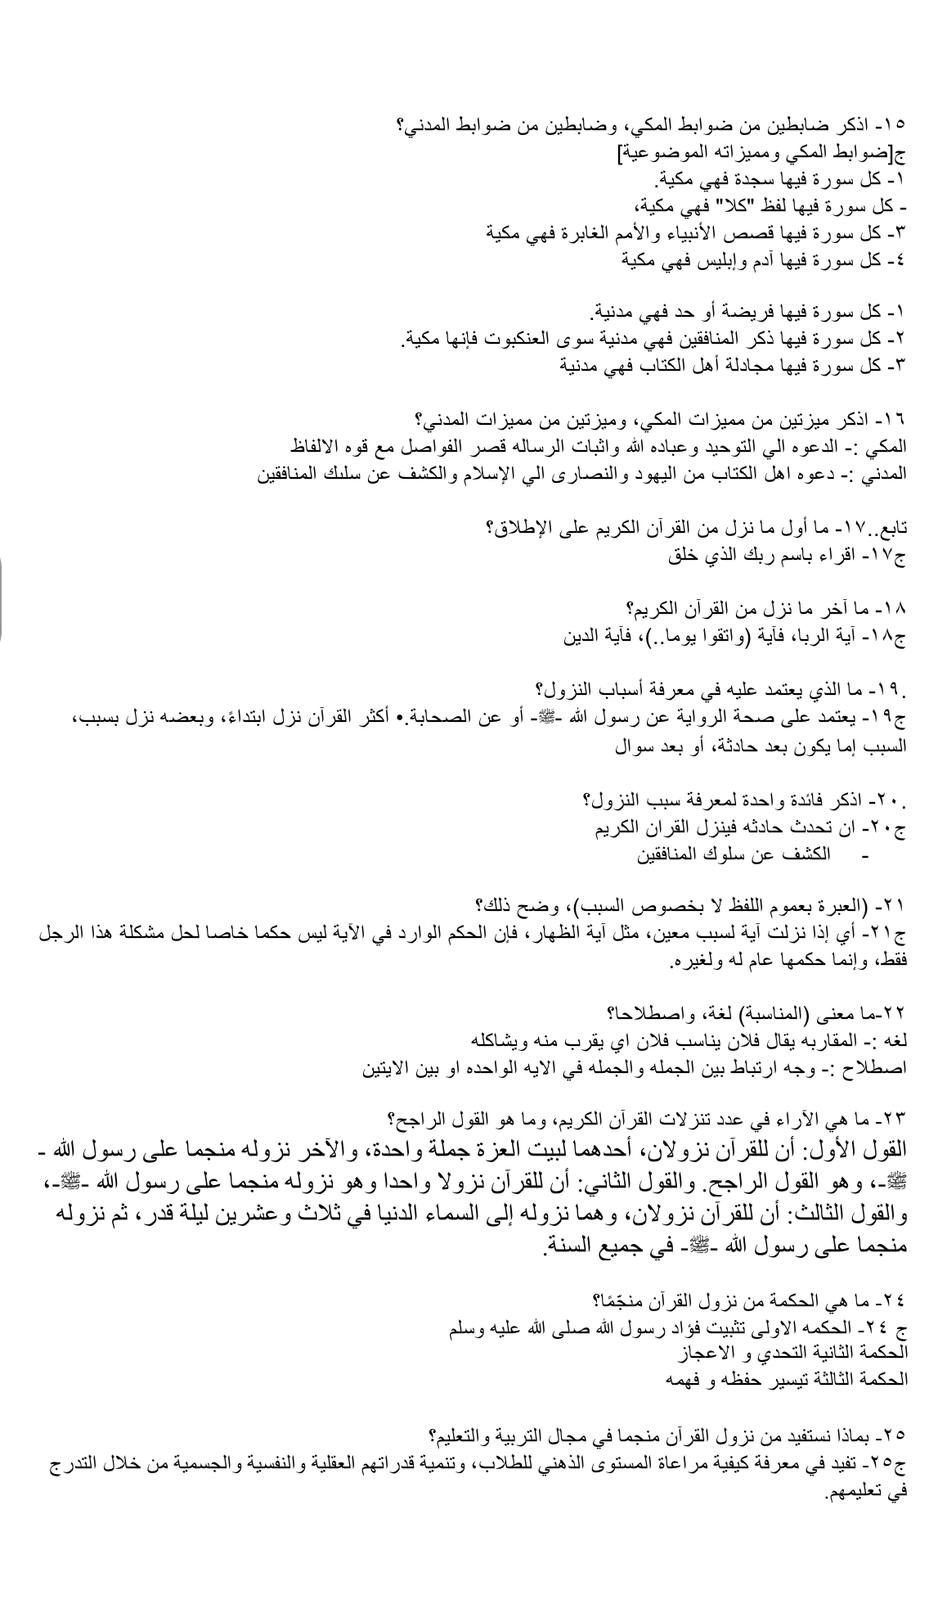 ١٥- اذكر ضابطين من ضوابط المكي، وضابطين من ضوابط المدني؟
ج[ضوابط المكي ومميزاته الموضوعية]
١- كل سورة فيها سجدة فهي مكية.
- كل سورة فيها لفظ "كلا" فهي مكية،
٣- كل سورة فيها قصص الأنبياء والأمم الغابرة فهي مكية
٤- كل سورة فيها آدم وإبليس فهي مكية
١- كل سورة فيها فريضة أو حد فهي مدنية.
٢- كل سورة فيها ذكر المنافقين فهي مدنية سوى العنكبوت فإنها مكية.
٣- كل سورة فيها مجادلة أهل الكتاب فهي مدنية
١٦- اذكر ميزتين من مميزات المكي، وميزتين من مميزات المدني؟
المكي :- الدعوه الي التوحيد وعباده الله واثبات الرساله قصر الفواصل مع قوه الالفاظ
المدني :- دعوه اهل الكتاب من اليهود والنصارى الي الإسلام والكشف عن سلىك المنافقين
تابع..١٧- ما أول ما نزل من القرآن الكريم على الإطلاق؟
ج١٧- اقراء باسم ربك الذي خلق
١٨- ما آخر ما نزل من القرآن الكريم؟
ج١٨- آية الربا، فآية (واتقوا يوما..)، فآية الدين
.١٩- ما الذي يعتمد عليه في معرفة أسباب النزول؟
ج١٩- يعتمد على صحة الرواية عن رسول الله -ﷺ- أو عن الصحابة.• أكثر القرآن نزل ابتداءً، وبعضه نزل بسبب،
السبب إما يكون بعد حادثة، أو بعد سوال
.٢٠- اذكر فائدة واحدة لمعرفة سبب النزول؟
ج٢٠- ان تحدث حادثه فينزل القران الكريم
- الكشف عن سلوك المنافقين
٢١- (العبرة بعموم اللفظ لا بخصوص السبب)، وضح ذلك؟
ج٢١- أي إذا نزلت آية لسبب معين، مثل آية الظهار، فإن الحكم الوارد في الآية ليس حكما خاصا لحل مشكلة هذا الرجل
فقط، وإنما حكمها عام له ولغيره.
٢٢-ما معنى (المناسبة) لغة، واصطلاحا؟
لغه :- المقاربه يقال فلان يناسب فلان اي يقرب منه ويشاكله
اصطلاح :- وجه ارتباط بين الجمله والجمله في الايه الواحده او بين الايتين
٢٣- ما هي الآراء في عدد تنزلات القرآن الكريم، وما هو القول الراجح؟
القول الأول: أن للقرآن نزولان، أحدهما لبيت العزة جملة واحدة، والآخر نزوله منجما على رسول الله -
ﷺ-، وهو القول الراجح. والقول الثاني: أن للقرآن نزولا واحدا وهو نزوله منجما على رسول الله -ﷺ-،
والقول الثالث: أن للقرآن نزولان، وهما نزوله إلى السماء الدنيا في ثلاث وعشرين ليلة قدر، ثم نزوله
منجما على رسول الله -ﷺ- في جميع السنة.
٢٤- ما هي الحكمة من نزول القرآن منجّمًا؟
ج ٢٤- الحكمه الاولى تثبيت فؤاد رسول الله صلى الله عليه وسلم
الحكمة الثانية التحدي و الاعجاز
الحكمة الثالثة تيسير حفظه و فهمه
٢٥- بماذا نستفيد من نزول القرآن منجما في مجال التربية والتعليم؟
ج٢٥- تفيد في معرفة كيفية مراعاة المستوى الذهني للطلاب، وتنمية قدراتهم العقلية والنفسية والجسمية من خلال التدرج
في تعليمهم.